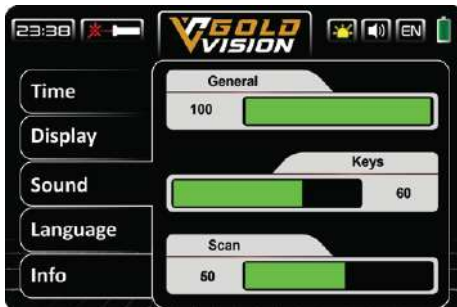 23:38
GOLD
VISION
EN
Time
Display
Sound
Language
Info
General
100
Keys
60
Scan
50